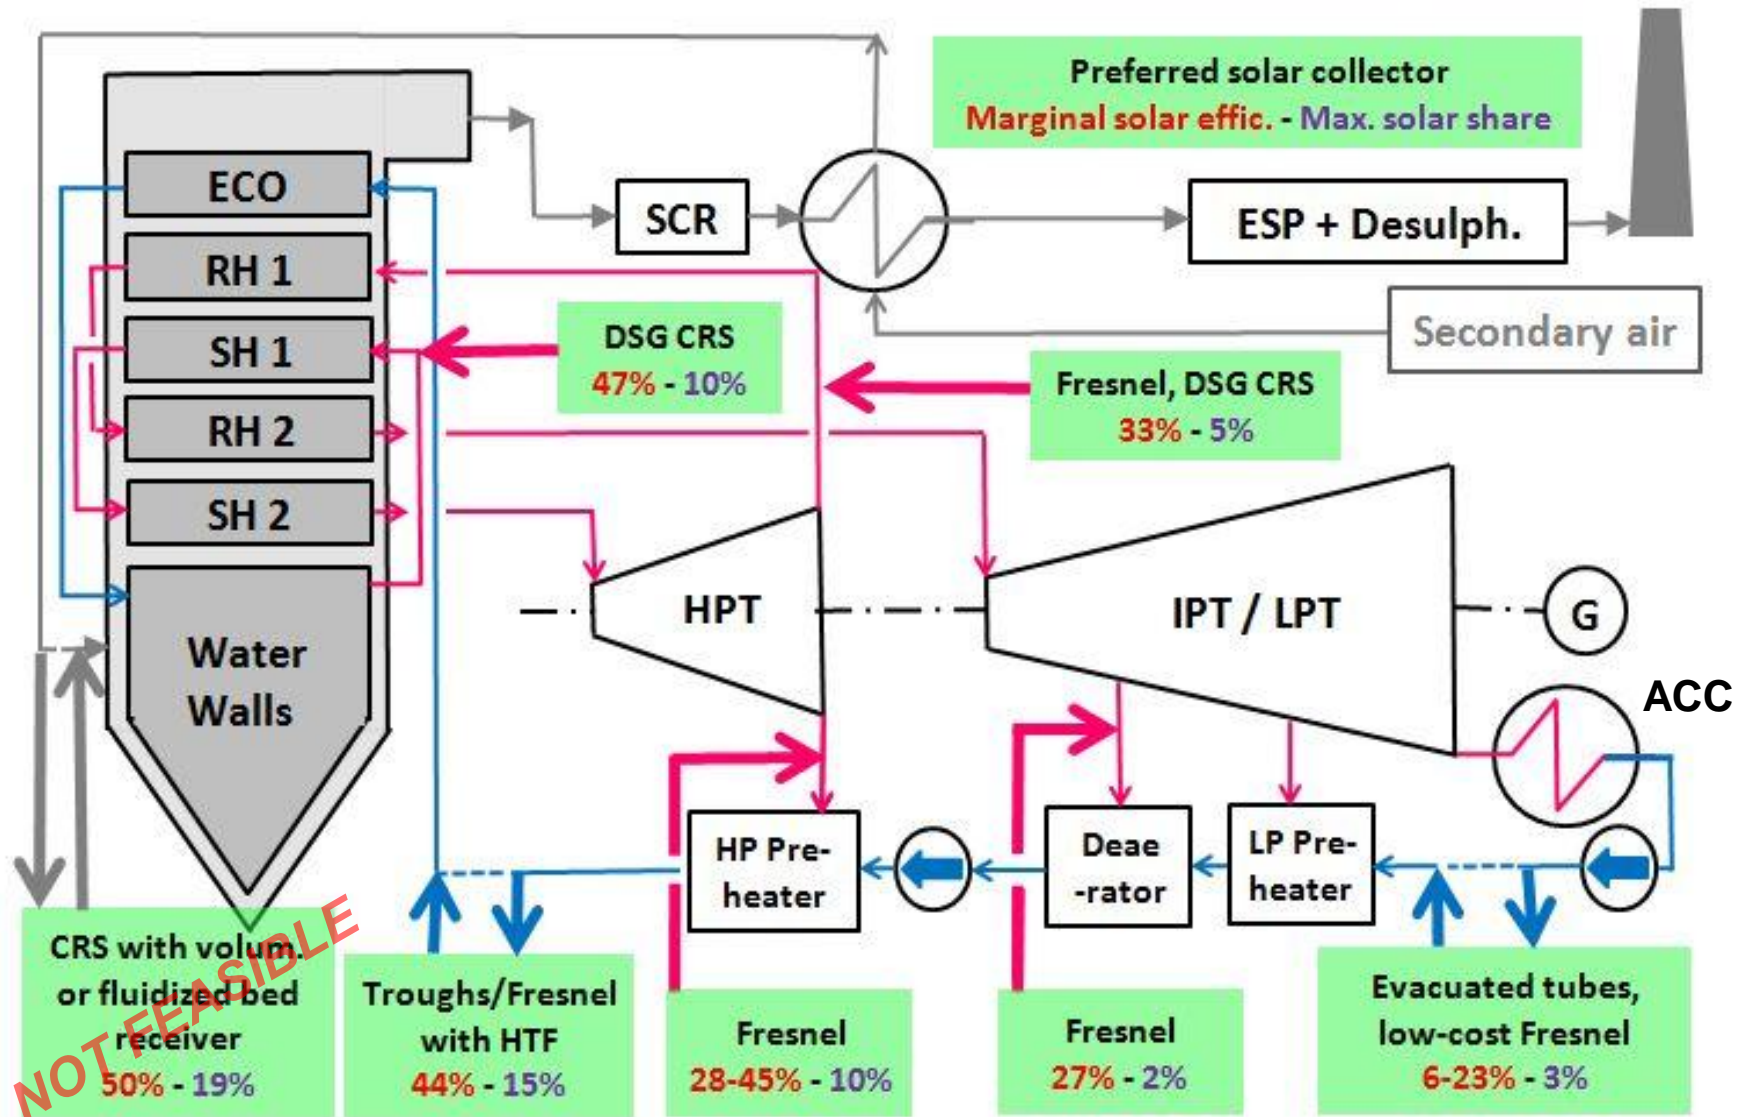 Preferred solar collector
Marginal solar effic. - Max. solar share
ECO
RH 1
SH 1
RH 2
SH 2
Water
Walls
SCR
ESP + Desulph.
Secondary air
DSG CRS
47% - 10%
Fresnel, DSG CRS
33% - 5%
HPT
IPT / LPT
G
ACC
HP Pre-
heater
Deae
-rator
LP Pre-
heater
CRS with volum.
or fluidized bed
receiver
50% - 19%
NOT FEASIBLE
Troughs/Fresnel
with HTF
44% - 15%
Fresnel
28-45% - 10%
Fresnel
27% - 2%
Evacuated tubes,
low-cost Fresnel
6-23% - 3%